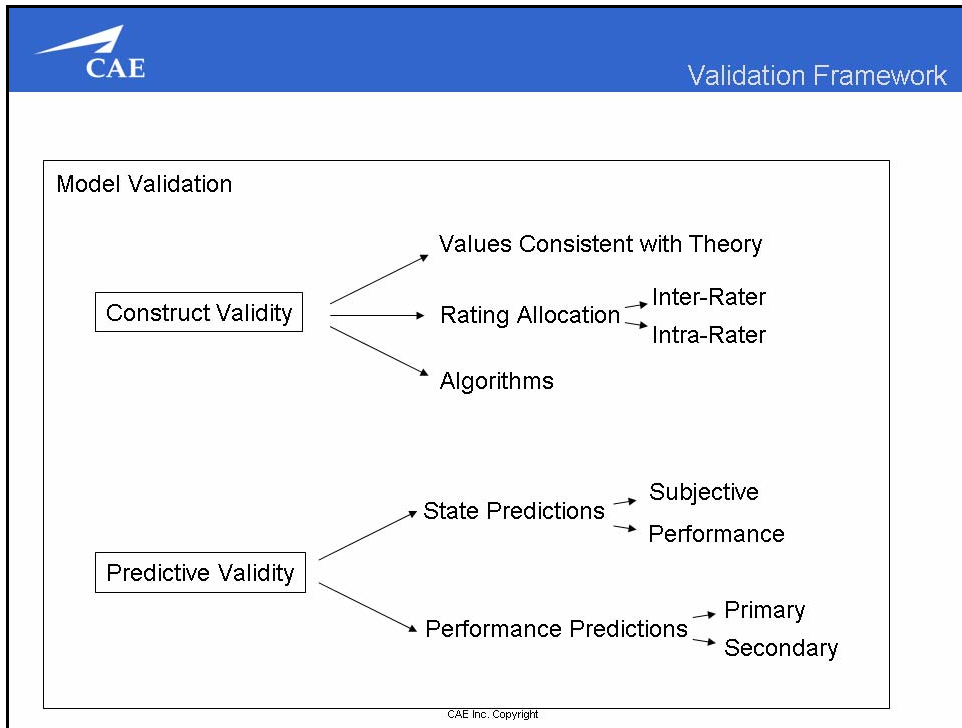 CAE
Validation Framework
Model Validation
Values Consistent with Theory
Construct Validity
Rating Allocation
Inter-Rater
Intra-Rater
Algorithms
State Predictions
Subjective
Performance
Predictive Validity
Performance Predictions
Primary
Secondary
CAE Inc. Copyright